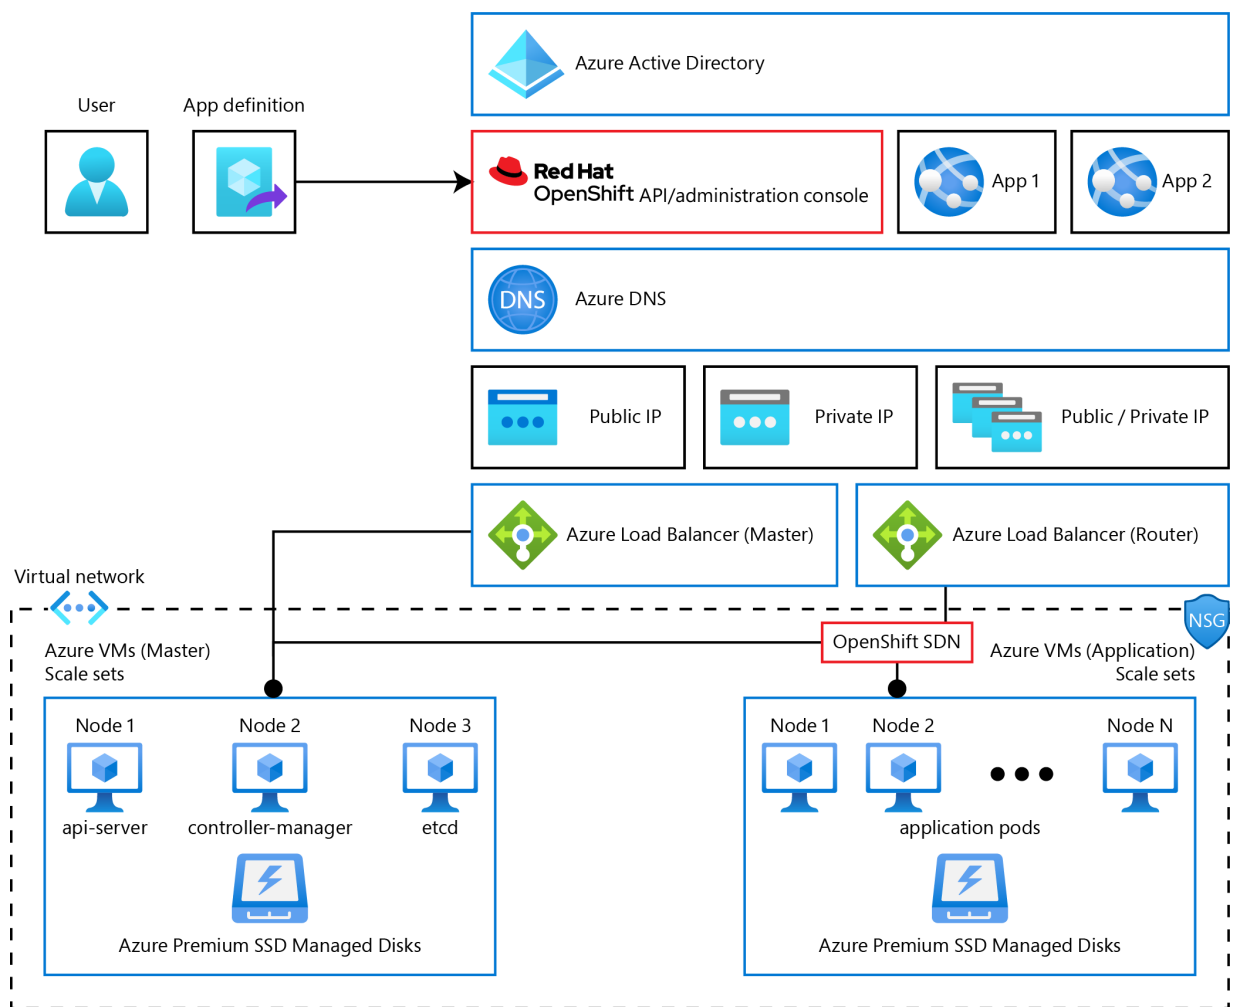 Azure Active Directory
User
App definition
Red Hat
OpenShift API/administration console
App 1
App 2
DNS
Azure DNS
Public IP
Private IP
Public / Private IP
Azure Load Balancer (Master)
Azure Load Balancer (Router)
Virtual network
NSG
OpenShift SDN
Azure VMs (Master)
Scale sets
Azure VMs (Application)
Scale sets
Node 1
Node 2
Node 3
api-server
controller-manager
etcd
Azure Premium SSD Managed Disks
Node 1
Node 2
Node N
application pods
Azure Premium SSD Managed Disks